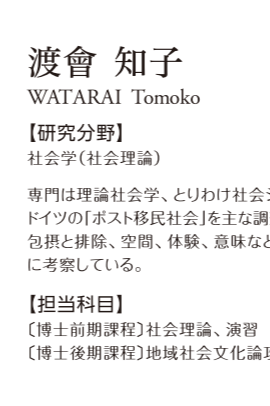 渡會 知子
WATARAI Tomoko
【研究分野】
社会学（社会理論）
専門は理論社会学、とりわけ社会シ
ドイツの「ポスト移民社会」を主な調
包摂と排除、空間、体験、意味など
に考察している。
【担当科目】
〔博士前期課程〕社会理論、演習
〔博士後期課程〕地域社会文化論